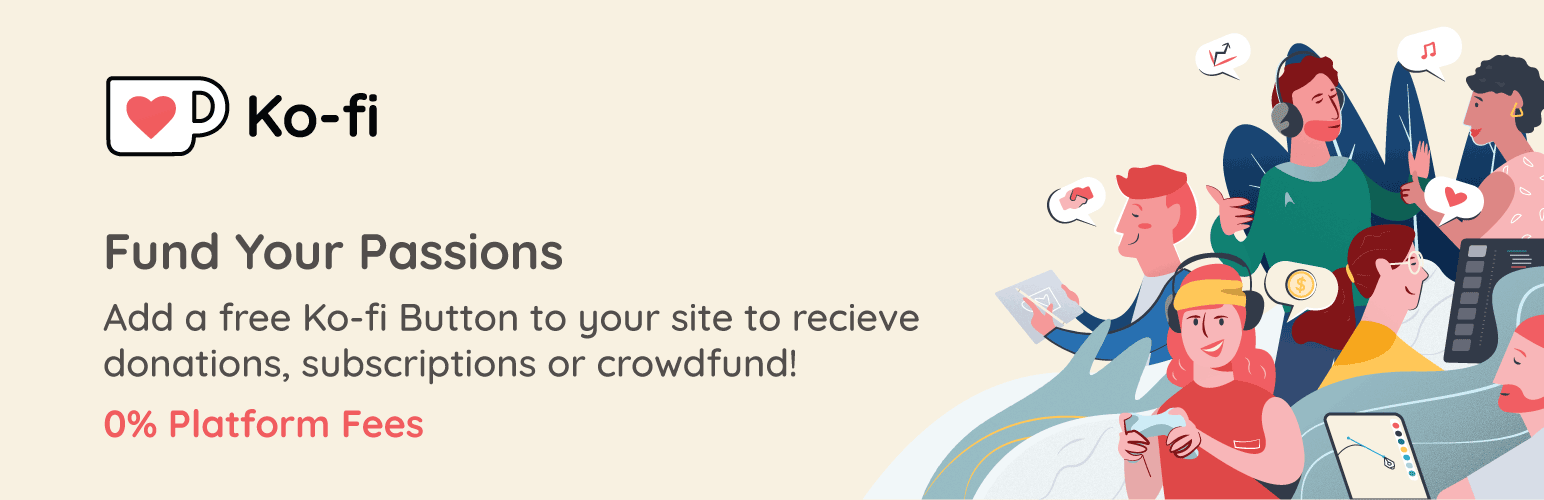 Ko-fi
Fund Your Passions
Add a free Ko-fi Button to your site to recieve
donations, subscriptions or crowdfund!
0% Platform Fees
$